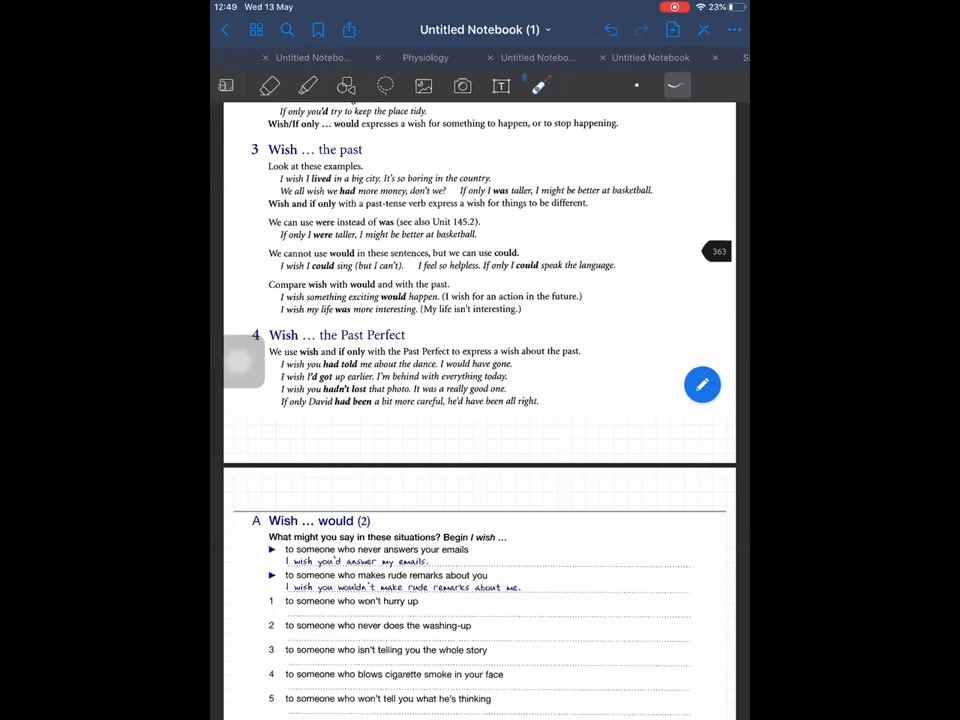 12:49 Wed 13 May
23%
Untitled Notebook (1)
Untitled Notebo...
Physiology
Untitled Notebo...
Untitled Notebook
T
If only you'd try to keep the place tidy.
Wish/If only ... would expresses a wish for something to happen, or to stop happening.
3 Wish ... the past
Look at these examples.
I wish I lived in a big city. It's so boring in the country.
We all wish we had more money, don't we? If only I was taller, I might be better at basketball.
Wish and if only with a past-tense verb express a wish for things to be different.
We can use were instead of was (see also Unit 145.2).
If only I were taller, I might be better at basketball.
We cannot use would in these sentences, but we can use could.
I wish I could sing (but I can't). I feel so helpless. If only I could speak the language.
363
Compare wish with would and with the past.
I wish something exciting would happen. (I wish for an action in the future.)
I wish my life was more interesting. (My life isn't interesting.)
4 Wish ... the Past Perfect
We use wish and if only with the Past Perfect to express a wish about the past.
I wish you had told me about the dance. I would have gone.
I wish I'd got up earlier. I'm behind with everything today.
I wish you hadn't lost that photo. It was a really good one.
If only David had been a bit more careful, he'd have been all right.
A Wish ... would (2)
What might you say in these situations? Begin I wish ...
► to someone who never answers your emails
I wish you'd answer my emails.
► to someone who makes rude remarks about you
I wish you wouldn't make rude remarks about me.
1 to someone who won't hurry up
2 to someone who never does the washing-up
3 to someone who isn't telling you the whole story
4 to someone who blows cigarette smoke in your face
5 to someone who won't tell you what he's thinking